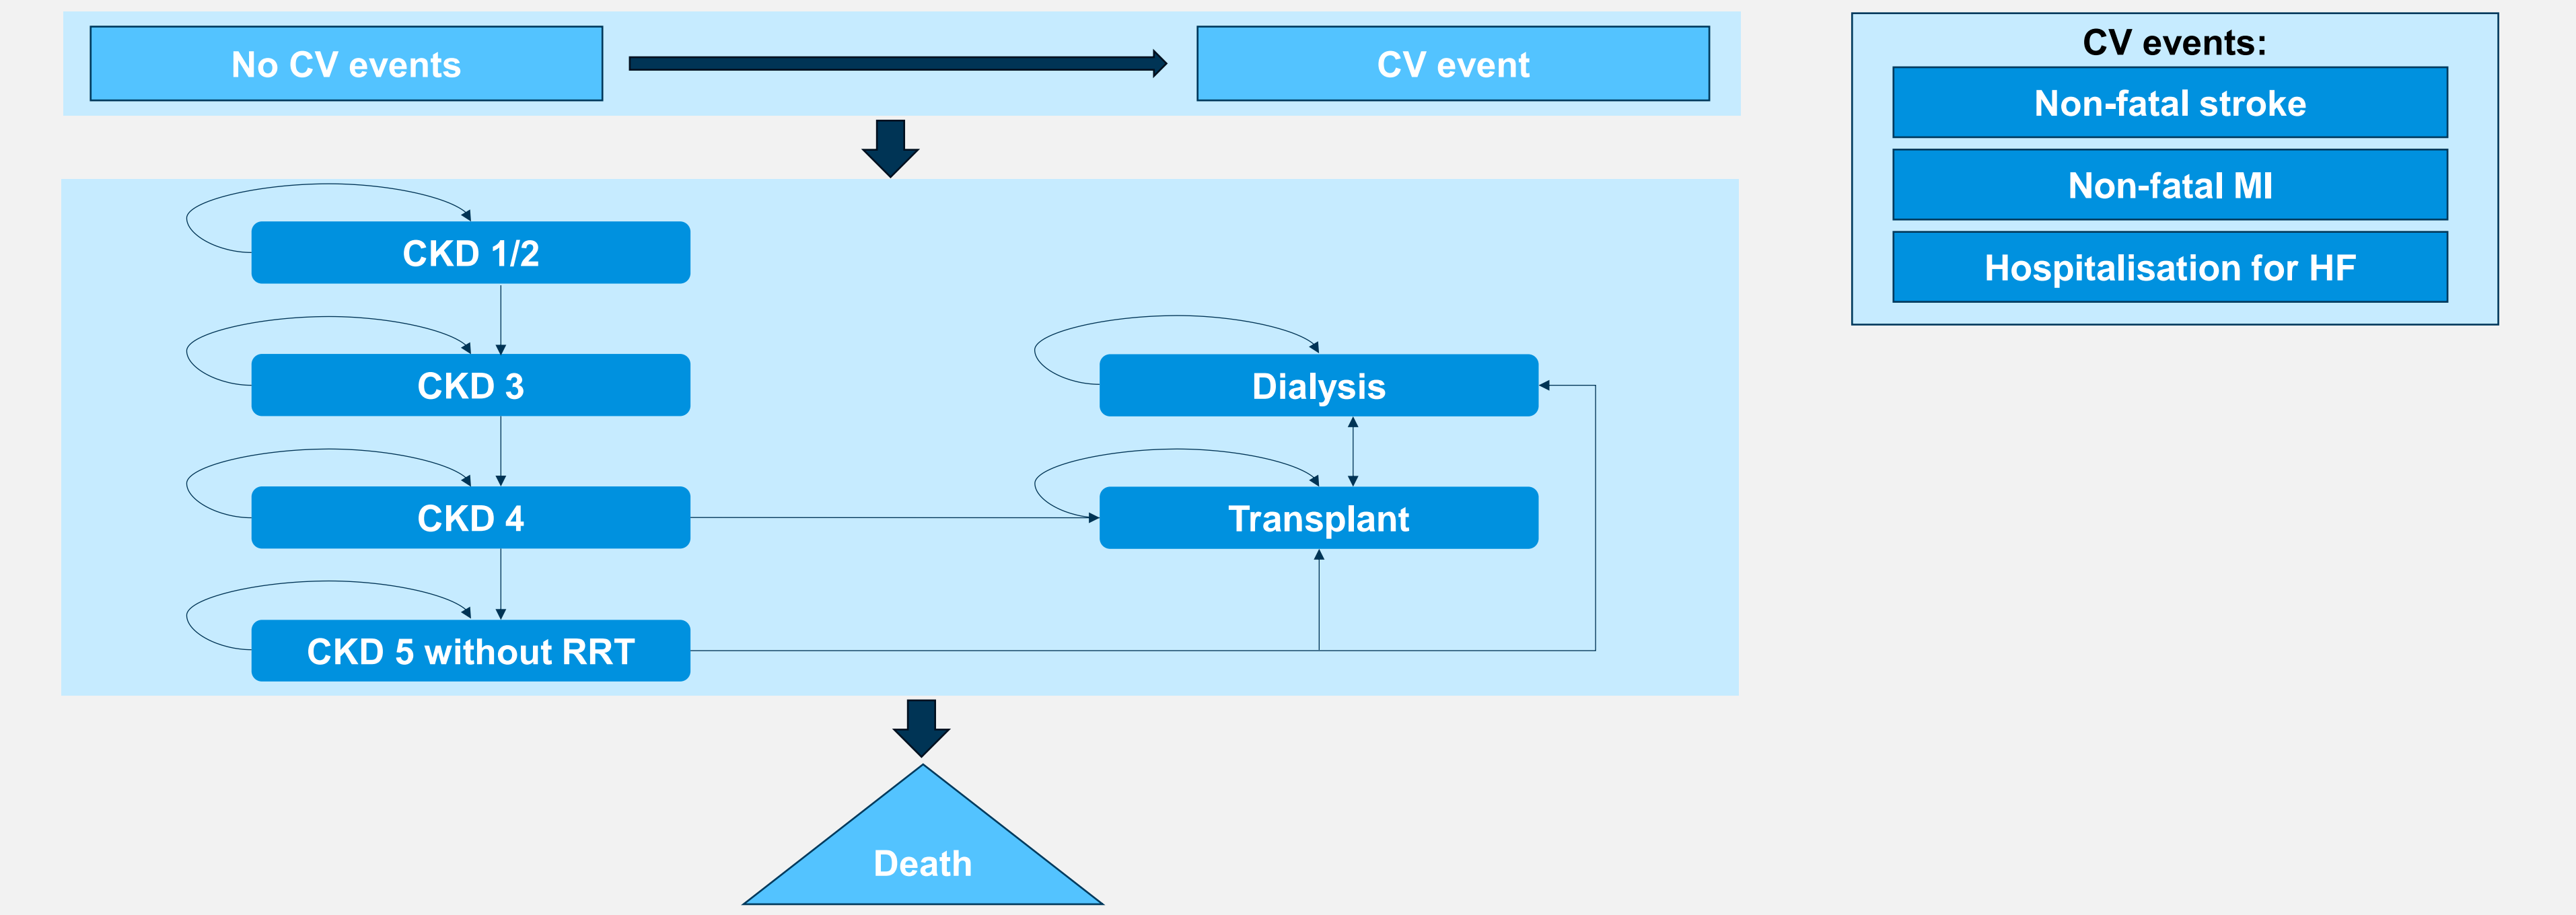 No CV events
CV event
CV events:
Non-fatal stroke
Non-fatal MI
Hospitalisation for HF
CKD 1/2
CKD 3
Dialysis
CKD 4
Transplant
CKD 5 without RRT
Death